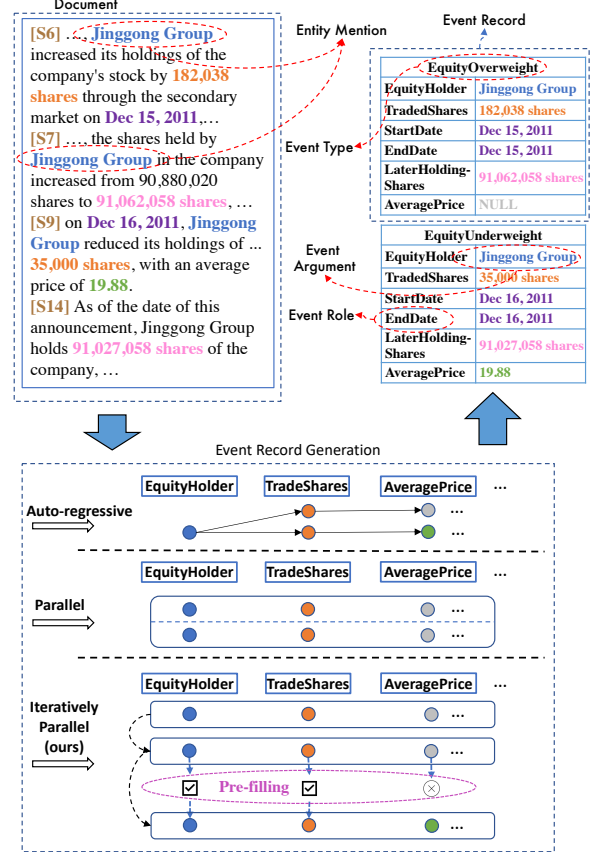 Document
[S6] …, Jinggong Group
increased its holdings of the
company's stock by 182,038
shares through the secondary
market on Dec 15, 2011,…
[S7] …, the shares held by
Jinggong Group in the company
increased from 90,880,020
shares to 91,062,058 shares, …
[S9] on Dec 16, 2011, Jinggong
Group reduced its holdings of ...
35,000 shares, with an average
price of 19.88.
[S14] As of the date of this
announcement, Jinggong Group
holds 91,027,058 shares of the
company, …
Entity Mention
Event Type
Event
Argument
Event Role
Event Record
EquityOverweight
EquityHolder Jinggong Group
TradedShares 182,038 shares
StartDate Dec 15, 2011
EndDate Dec 15, 2011
LaterHolding-
Shares 91,062,058 shares
AveragePrice NULL
EquityUnderweight
EquityHolder Jinggong Group
TradedShares 35,000 shares
StartDate Dec 16, 2011
EndDate Dec 16, 2011
LaterHolding-
Shares 91,027,058 shares
AveragePrice 19.88
Event Record Generation
EquityHolder TradeShares AveragePrice ...
Auto-regressive
...
...
EquityHolder TradeShares AveragePrice ...
Parallel
...
...
EquityHolder TradeShares AveragePrice ...
Iteratively
Parallel
(ours)
...
...
Pre-filling
...